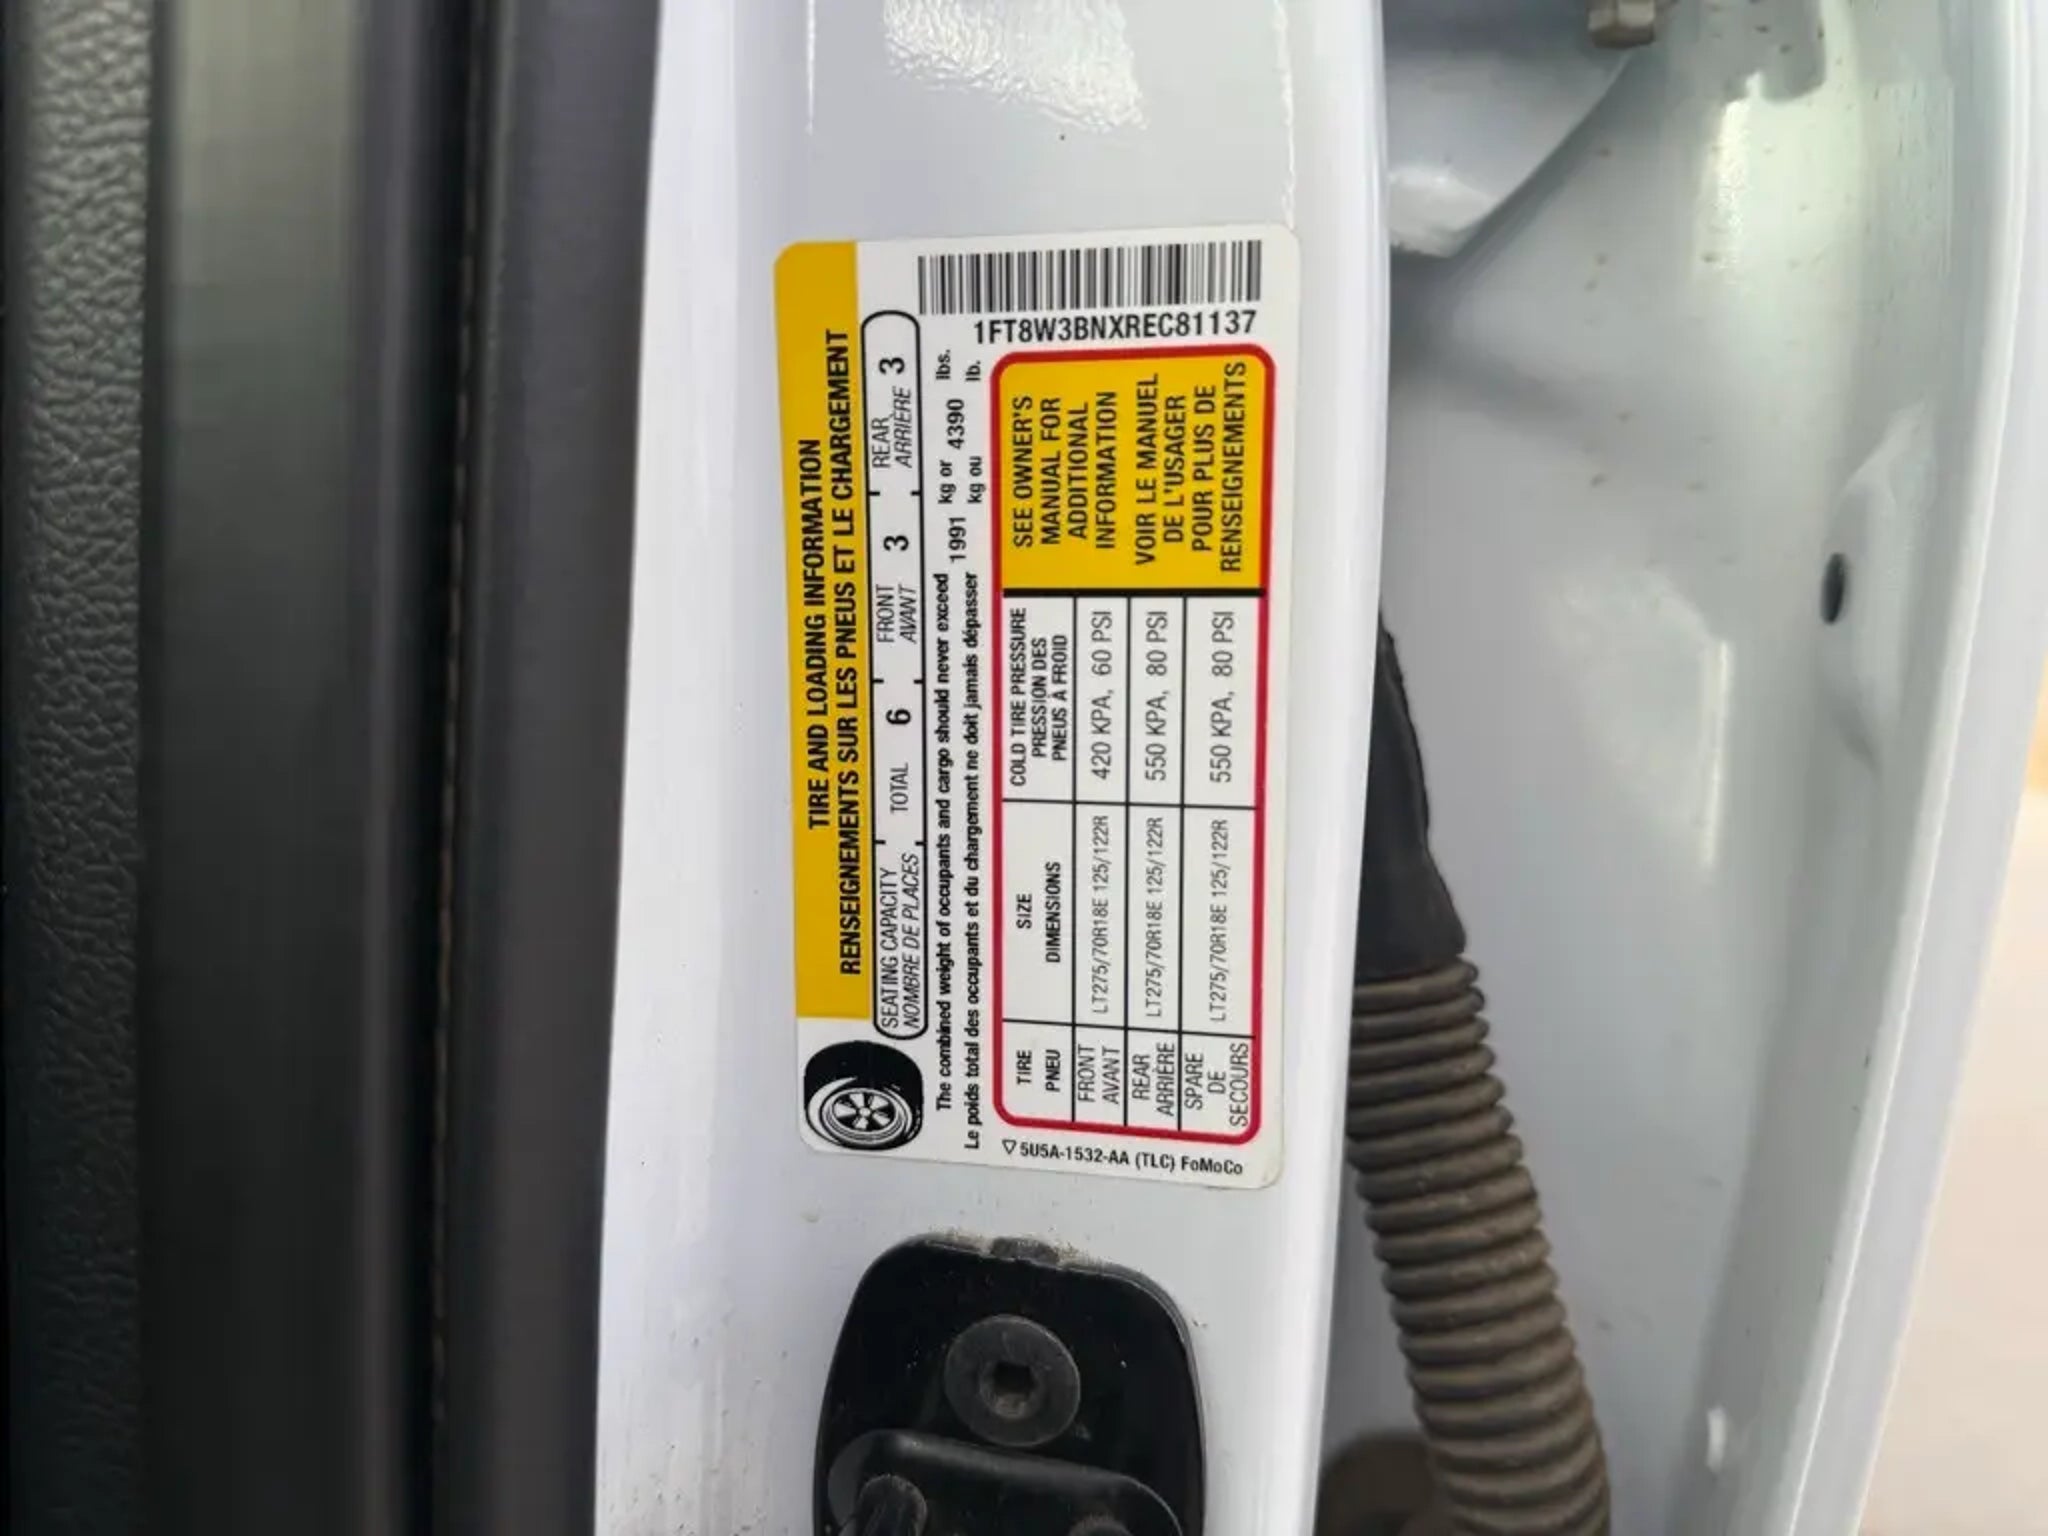 1FT8W3BNXREC81137
TIRE AND LOADING INFORMATION
RENSEIGNEMENTS SUR LES PNEUS ET LE CHARGEMENT
SEATING CAPACITY TOTAL 6 FRONT 3 REAR 3
NOMBRE DE PLACES AVANT ARRIÈRE
The combined weight of occupants and cargo should never exceed 1991 kg or 4390 lbs.
Le poids total des occupants et du chargement ne doit jamais dépasser kg ou lb.
TIRE SIZE COLD TIRE PRESSURE
PNEU DIMENSIONS PRESSION DES
PNEUS À FROID
FRONT LT275/70R18E 125/122R 420 KPA, 60 PSI
AVANT
REAR LT275/70R18E 125/122R 550 KPA, 80 PSI
ARRIÈRE
SPARE LT275/70R18E 125/122R 550 KPA, 80 PSI
DE
SECOURS
SEE OWNER'S
MANUAL FOR
ADDITIONAL
INFORMATION
VOIR LE MANUEL
DE L'USAGER
POUR PLUS DE
RENSEIGNEMENTS
5U5A-1532-AA (TLC) FoMoCo